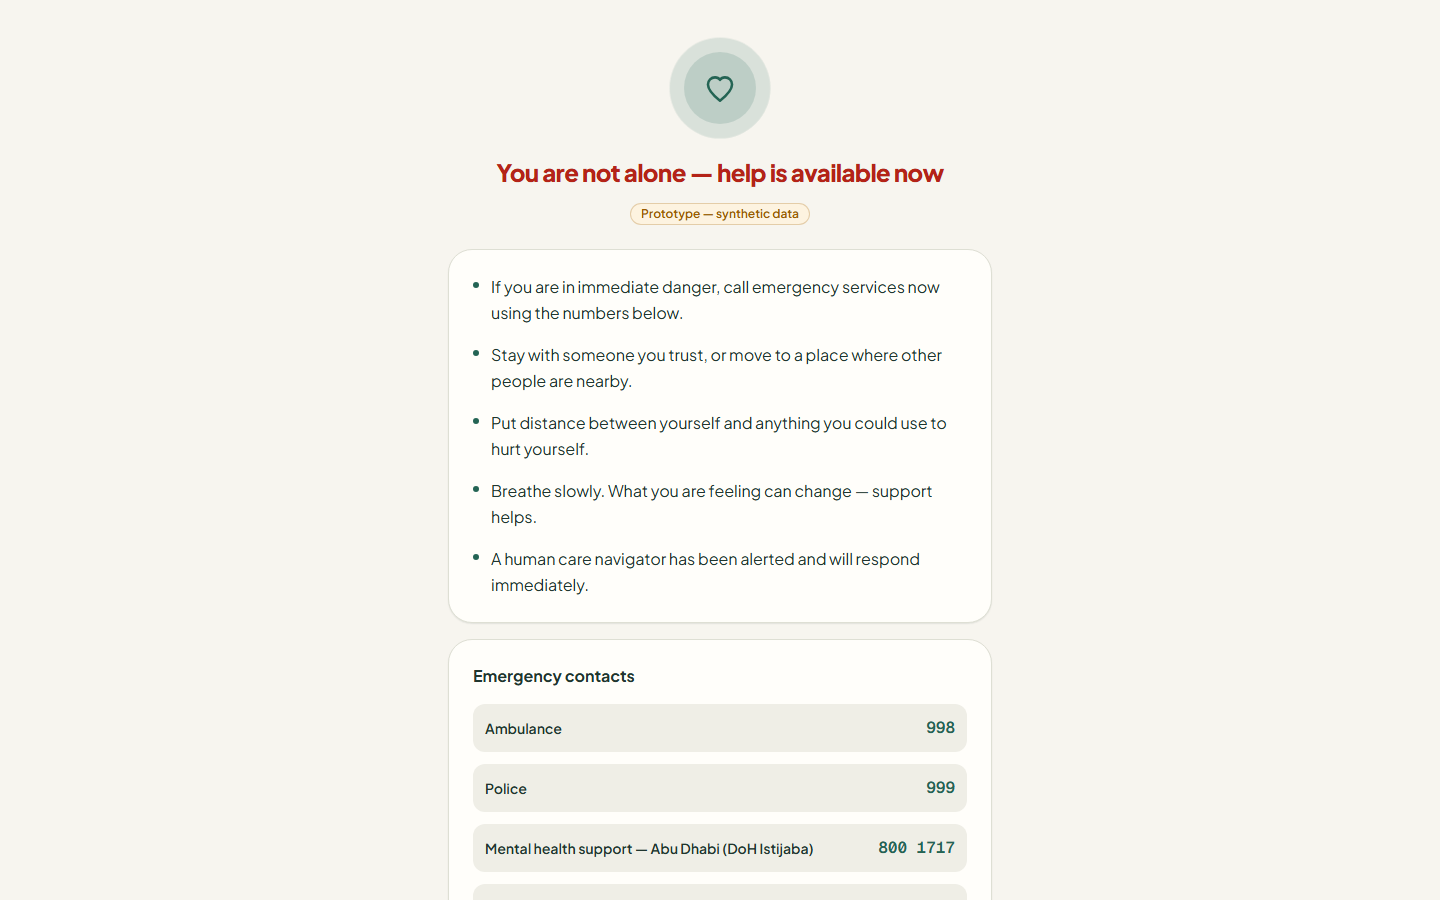 You are not alone — help is available now
Prototype — synthetic data
If you are in immediate danger, call emergency services now
using the numbers below.
Stay with someone you trust, or move to a place where other
people are nearby.
Put distance between yourself and anything you could use to
hurt yourself.
Breathe slowly. What you are feeling can change — support
helps.
A human care navigator has been alerted and will respond
immediately.
Emergency contacts
Ambulance 998
Police 999
Mental health support — Abu Dhabi (DoH Istijaba) 800 1717